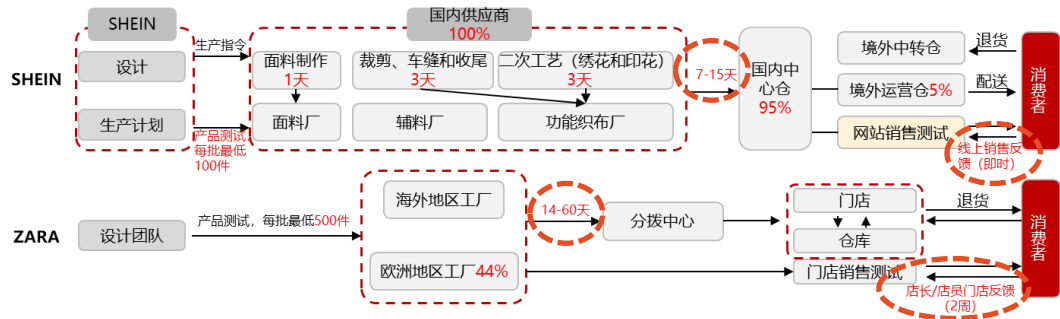 SHEIN
国内供应商
100%
SHEIN
设计
生产计划
生产指令
产品测试,
每批最低
100件
面料制作
1天
裁剪、车缝和收尾
3天
二次工艺（绣花和印花）
3天
面料厂
辅料厂
功能织布厂
7-15天
国内中
心仓
95%
境外中转仓
境外运营仓5%
网站销售测试
退货
配送
线上销售反
馈（即时）
消费者
ZARA
设计团队
产品测试，每批最低500件
海外地区工厂
欧洲地区工厂44%
14-60天
分拨中心
门店
仓库
门店销售测试
退货
店长/店员门店反馈
（2周）
消费者